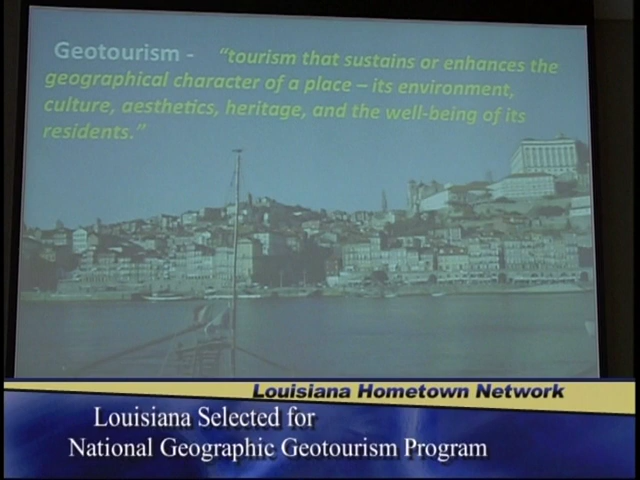 Geotourism - "tourism that sustains or enhances the
geographical character of a place – its environment,
culture, aesthetics, heritage, and the well-being of its
residents."
Louisiana Hometown Network
Louisiana Selected for
National Geographic Geotourism Program